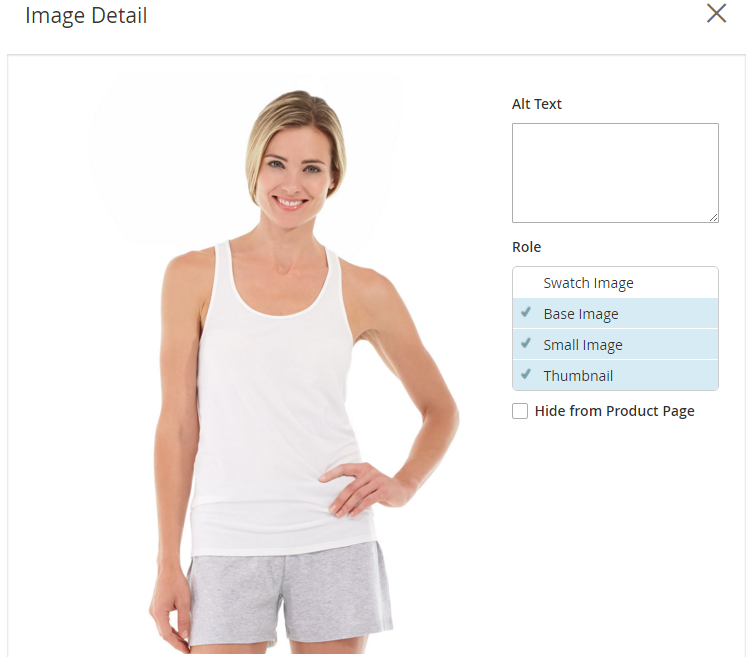 Image Detail
Alt Text
Role
Swatch Image
Base Image
Small Image
Thumbnail
Hide from Product Page